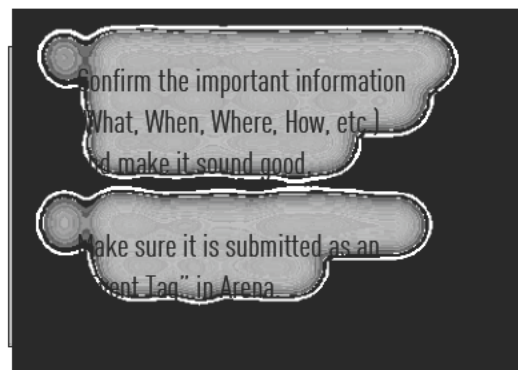 Confirm the important information
(What, When, Where, How, etc.)
and make it sound good.
Make sure it is submitted as an
Tag” in Arena.